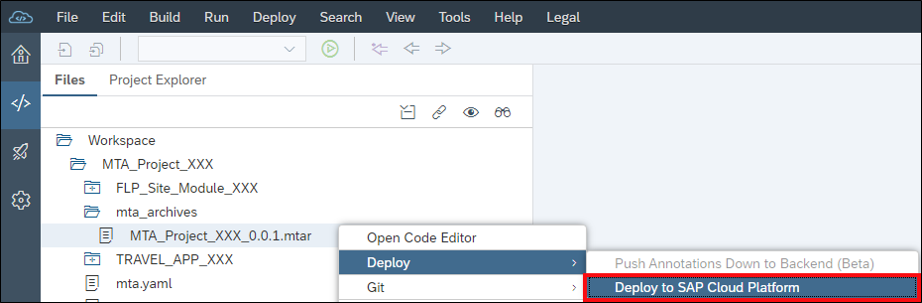 File Edit Build Run Deploy Search View Tools Help Legal
Files Project Explorer
Workspace
MTA_Project_XXX
FLP_Site_Module_XXX
mta_archives
MTA_Project_XXX_0.0.1.mtar
Open Code Editor
TRAVEL_APP_XXX
Deploy
Push Annotations Down to Backend (Beta)
mta.yaml
Git
Deploy to SAP Cloud Platform